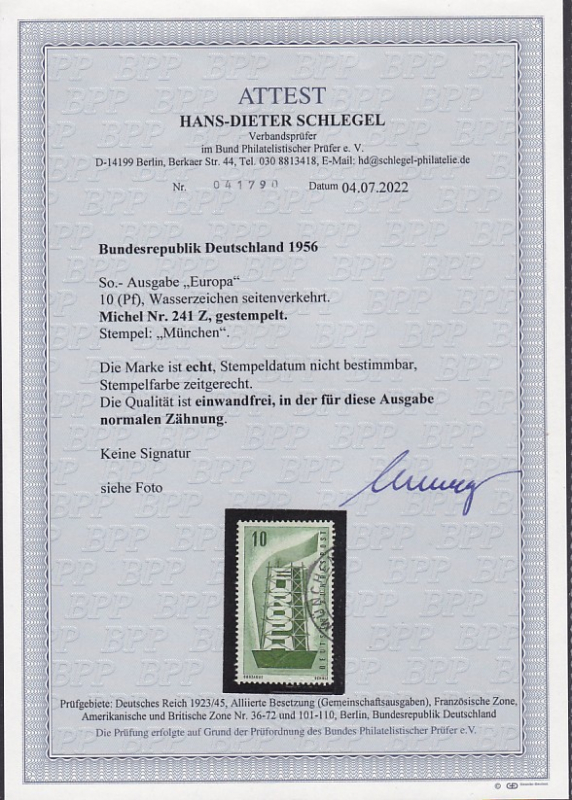 ATTEST
HANS-DIETER SCHLEGEL
Verbandsprüfer
im Bund Philatelistischer Prüfer e. V.
D-14199 Berlin, Berkaer Str. 44, Tel. 030 8813418, E-Mail: hd@schlegel-philatelie.de
Nr. 041790 Datum 04.07.2022
Bundesrepublik Deutschland 1956
So.- Ausgabe „Europa“
10 (Pf), Wasserzeichen seitenverkehrt.
Michel Nr. 241 Z, gestempelt.
Stempel: „München“.
Die Marke ist echt, Stempeldatum nicht bestimmbar,
Stempelfarbe zeitgerecht.
Die Qualität ist einwandfrei, in der für diese Ausgabe
normalen Zähnung.
Keine Signatur
siehe Foto
10
Prüfgebiete: Deutsches Reich 1923/45, Alliierte Besetzung (Gemeinschaftsausgaben), Französische Zone,
Amerikanische und Britische Zone Nr. 36-72 und 101-110, Berlin, Bundesrepublik Deutschland
Die Prüfung erfolgte auf Grund der Prüfordnung des Bundes Philatelistischer Prüfer e.V.